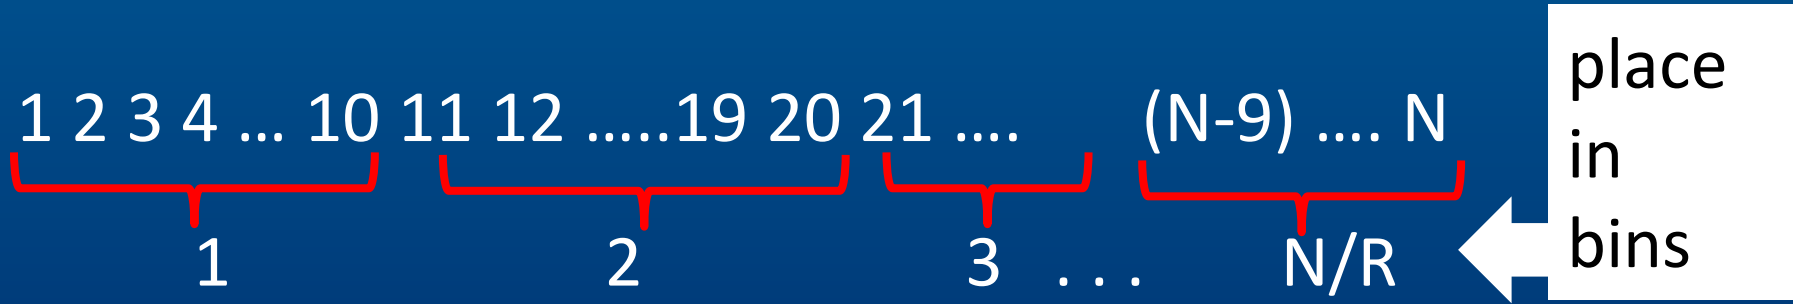 1 2 3 4 ... 10 11 12 .....19 20 21 .... (N-9) .... N
1 2 3 . . . N/R
place
in
bins